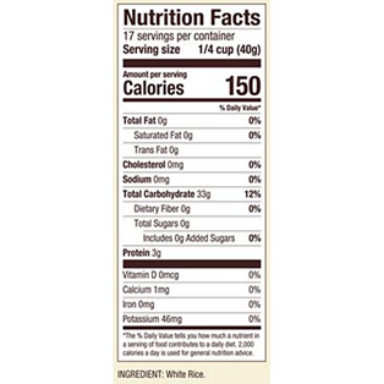 Nutrition Facts
17 servings per container
Serving size 1/4 cup (40g)
Amount per serving
Calories 150
% Daily Value*
Total Fat 0g 0%
Saturated Fat 0g 0%
Trans Fat 0g
Cholesterol 0mg 0%
Sodium 0mg 0%
Total Carbohydrate 33g 12%
Dietary Fiber 0g 0%
Total Sugars 0g
Includes 0g Added Sugars 0%
Protein 3g
Vitamin D 0mcg 0%
Calcium 1mg 0%
Iron 0mg 0%
Potassium 46mg 0%
*The % Daily Value tells you how much a nutrient in
a serving of food contributes to a daily diet. 2,000
calories a day is used for general nutrition advice.
INGREDIENT: White Rice.